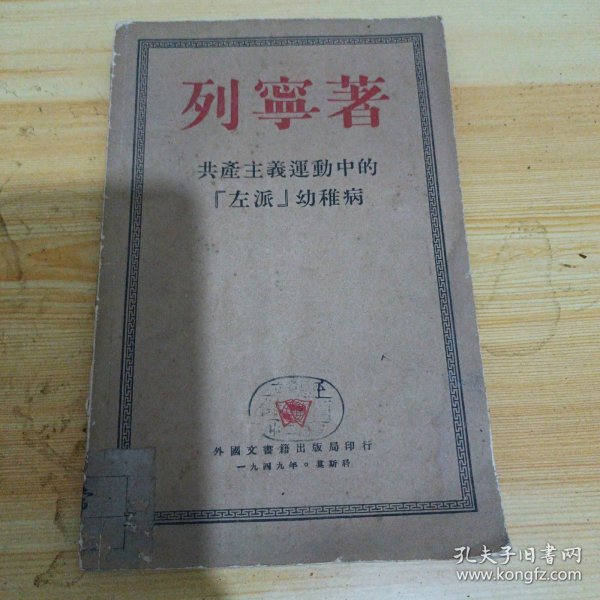 列寧著
共產主義運動中的
「左派」幼稚病
外國文書籍出版局印行
一九四九年。莫斯科
孔夫子旧书网
www.kongfz.com